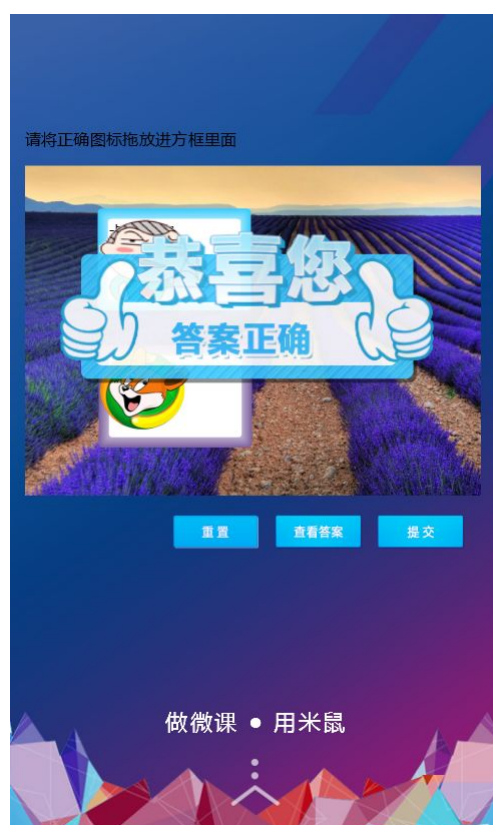 请将正确图标拖放进方框里面
恭喜您
答案正确
重置 查看答案 提交
做微课 • 用米鼠